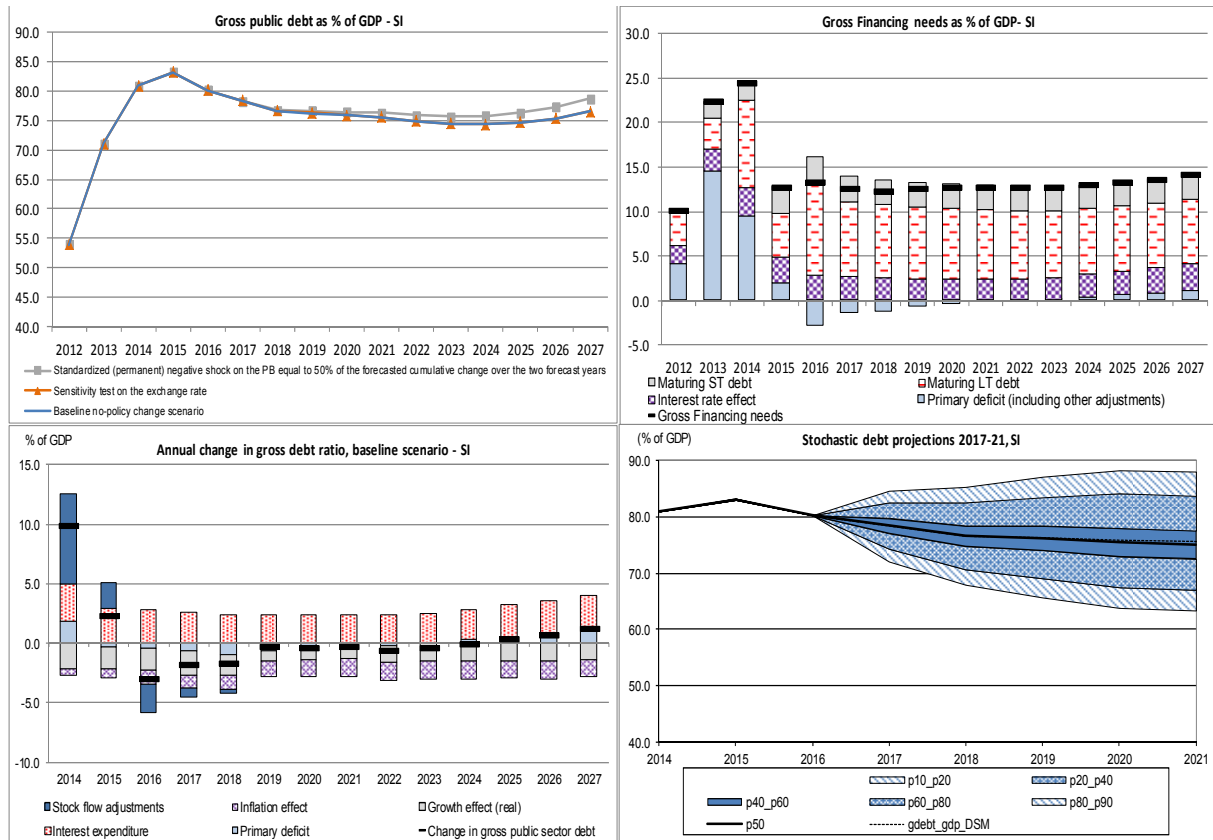 Gross public debt as % of GDP - SI
90.0
85.0
80.0
75.0
70.0
65.0
60.0
55.0
50.0
45.0
40.0
2012 2013 2014 2015 2016 2017 2018 2019 2020 2021 2022 2023 2024 2025 2026 2027
Standardized (permanent) negative shock on the PB equal to 50% of the forecasted cumulative change over the two forecast years
Sensitivity test on the exchange rate
Baseline no-policy change scenario
Gross Financing needs as % of GDP- SI
30.0
25.0
20.0
15.0
10.0
5.0
0.0
-5.0
2012 2013 2014 2015 2016 2017 2018 2019 2020 2021 2022 2023 2024 2025 2026 2027
Maturing ST debt Maturing LT debt
Interest rate effect Primary deficit (including other adjustments)
Gross Financing needs
% of GDP
Annual change in gross debt ratio, baseline scenario - SI
15.0
10.0
5.0
0.0
-5.0
-10.0
2014 2015 2016 2017 2018 2019 2020 2021 2022 2023 2024 2025 2026 2027
Stock flow adjustments Inflation effect Growth effect (real)
Interest expenditure Primary deficit Change in gross public sector debt
(% of GDP)
Stochastic debt projections 2017-21, SI
90.0
80.0
70.0
60.0
50.0
40.0
2014 2015 2016 2017 2018 2019 2020 2021
p10_p20 p20_p40
p40_p60 p60_p80 p80_p90
p50 gdebt_gdp_DSM